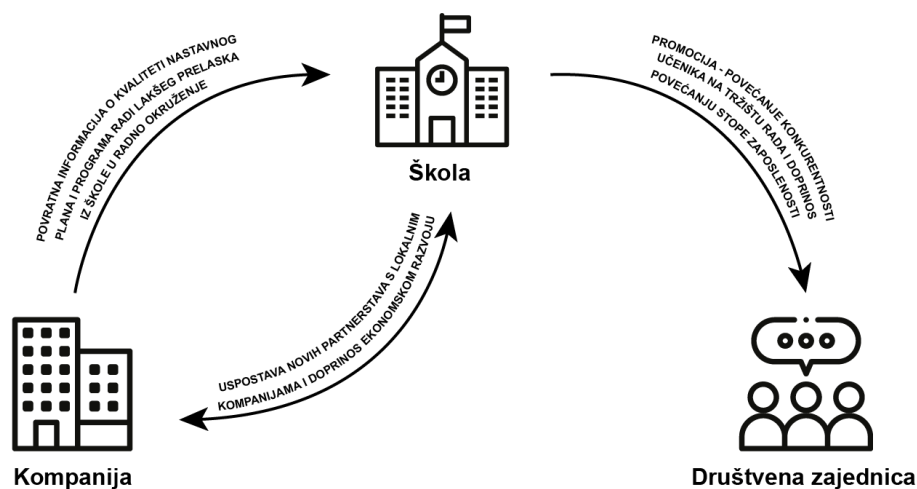 POVRATNA INFORMACIJA O KVALITETI NASTAVNOG
PLANA I PROGRAMA RADI LAKŠEG PRELASKA
IZ ŠKOLE U RADNO OKRUŽENJE
Škola
PROMOCIJA - POVEĆANJE KONKURENTNOSTI
UČENIKA NA TRŽIŠTU RADA I DOPRINOS
POVEĆANJU STOPE ZAPOSLENOSTI
USPOSTAVA NOVIH PARTNERSTAVA S LOKALNIM
KOMPANIJAMA I DOPRINOS EKONOMSKOM RAZVOJU
Kompanija
Društvena zajednica